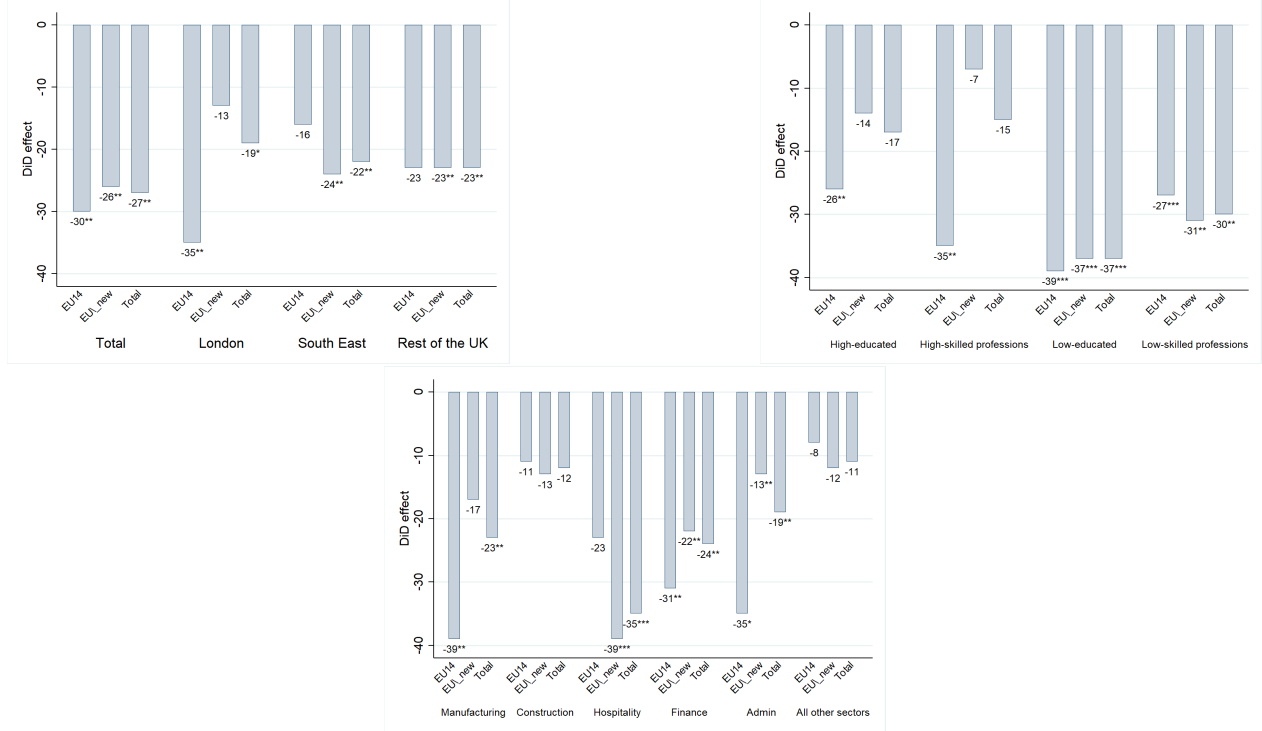 DiD effect
0
-10
-20
-30
-40
-30**
-26**
-27**
-35**
-13
-19*
-16
-24**
-22**
-23
-23**
-23**
EU14
EU\_new
Total
EU14
EU\_new
Total
EU14
EU\_new
Total
EU14
EU\_new
Total
Total
London
South East
Rest of the UK
DiD effect
0
-10
-20
-30
-40
-26**
-14
-17
-35**
-7
-15
-39***
-37***
-37***
-27***
-31**
-30**
EU14
EU\_new
Total
EU14
EU\_new
Total
EU14
EU\_new
Total
EU14
EU\_new
Total
High-educated
High-skilled professions
Low-educated
Low-skilled professions
DiD effect
0
-10
-20
-30
-40
-39**
-17
-23**
-11
-13
-12
-23
-39***
-35***
-31**
-22**
-24**
-35*
-13**
-19**
-8
-12
-11
EU14
EU\_new
Total
EU14
EU\_new
Total
EU14
EU\_new
Total
EU14
EU\_new
Total
EU14
EU\_new
Total
EU14
EU\_new
Total
Manufacturing
Construction
Hospitality
Finance
Admin
All other sectors